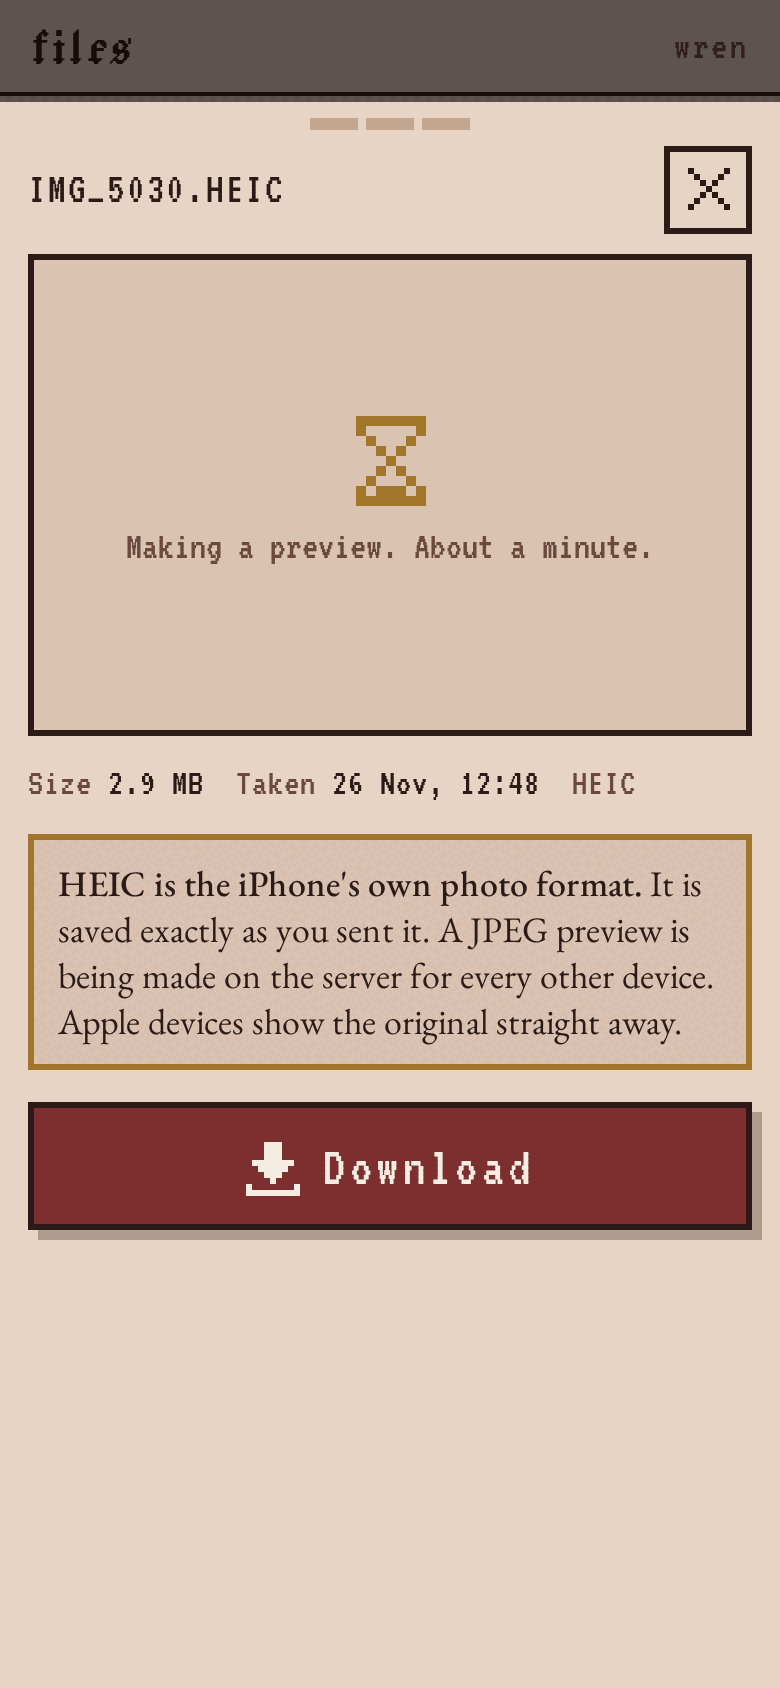 files
wren
IMG_5030.HEIC
Making a preview. About a minute.
Size 2.9 MB Taken 26 Nov, 12:48 HEIC
HEIC is the iPhone's own photo format. It is
saved exactly as you sent it. A JPEG preview is
being made on the server for every other device.
Apple devices show the original straight away.
Download